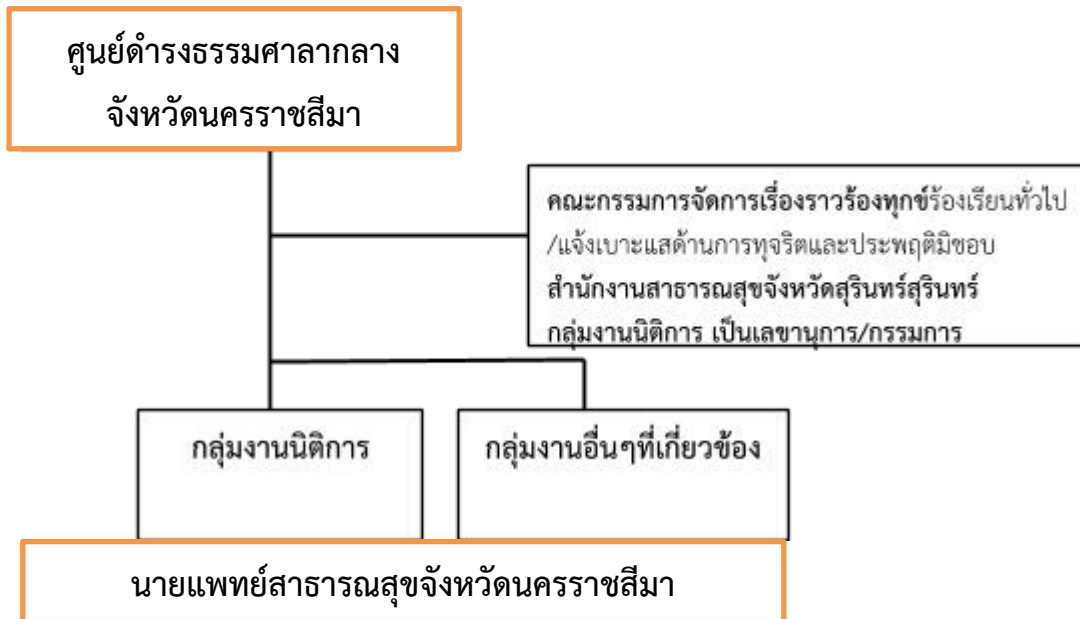 ศูนย์ดำรงธรรมศาลากลาง
จังหวัดนครราชสีมา
คณะกรรมการจัดการเรื่องราวร้องทุกข์ร้องเรียนทั่วไป
/แจ้งเบาะแสด้านการทุจริตและประพฤติมิชอบ
สำนักงานสาธารณสุขจังหวัดสุรินทร์สุรินทร์
กลุ่มงานนิติการ เป็นเลขานุการ/กรรมการ
กลุ่มงานนิติการ
กลุ่มงานอื่นๆที่เกี่ยวข้อง
นายแพทย์สาธารณสุขจังหวัดนครราชสีมา